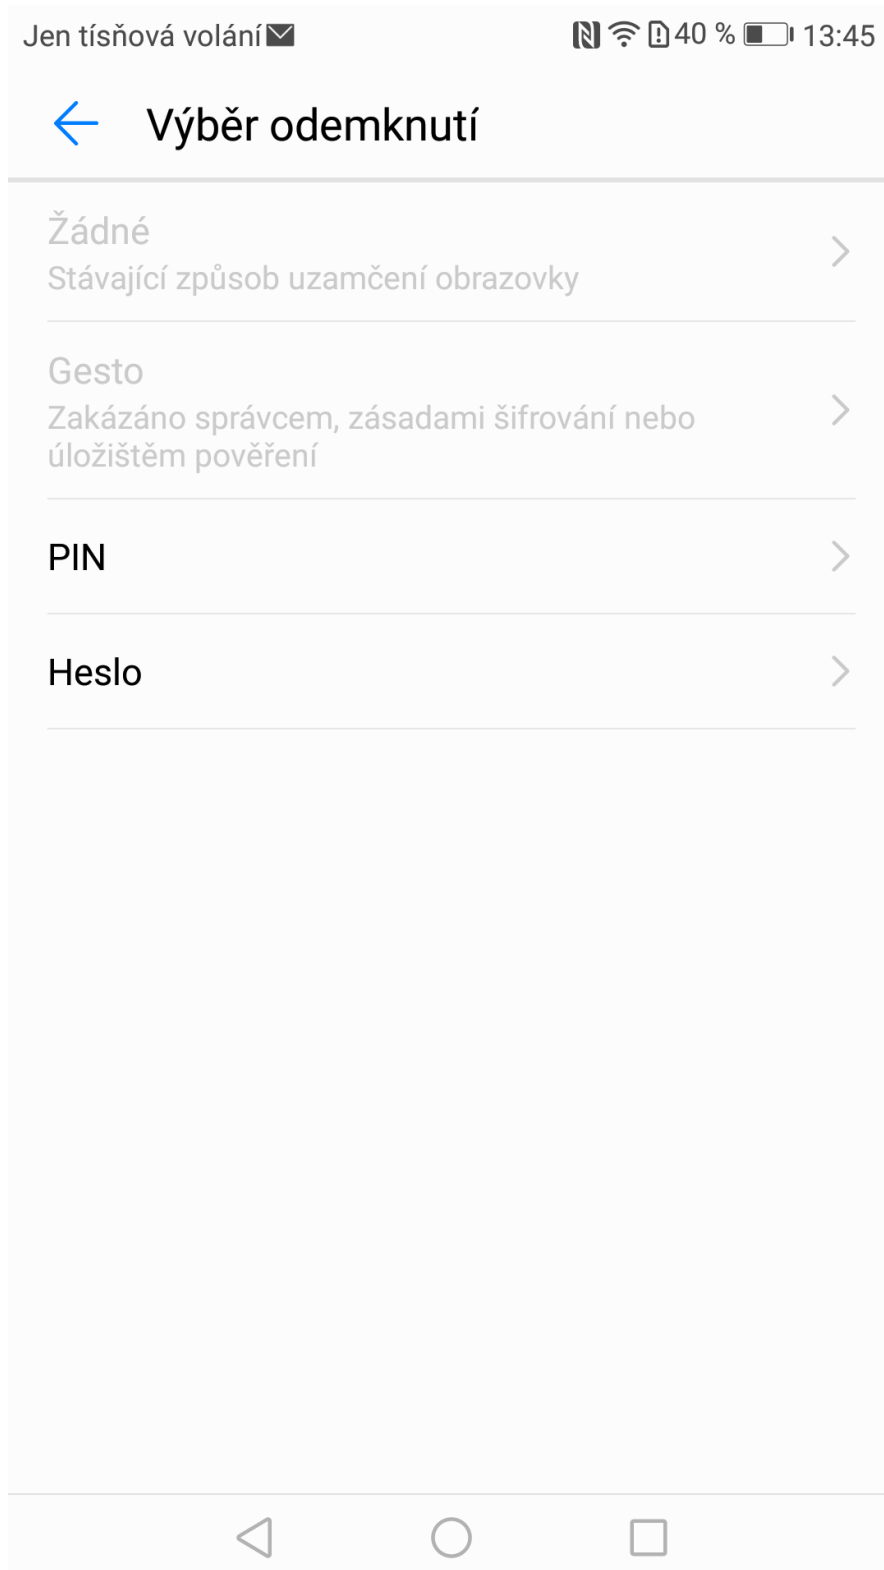 Jen tísňová volání 40 % 13:45
Výběr odemknutí
Žádné
Stávající způsob uzamčení obrazovky
Gesto
Zakázáno správcem, zásadami šifrování nebo
úložištěm pověření
PIN
Heslo